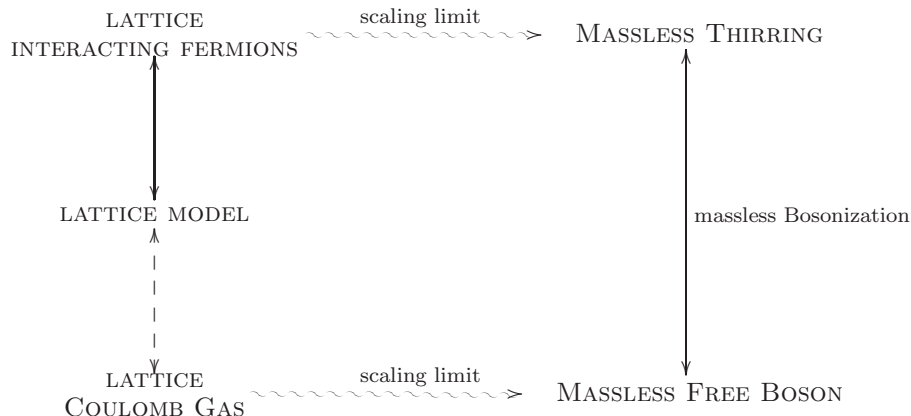 LATTICE
INTERACTING FERMIONS
scaling limit
MASSLESS THIRRING
LATTICE MODEL
massless Bosonization
LATTICE
COULOMB GAS
scaling limit
MASSLESS FREE BOSON